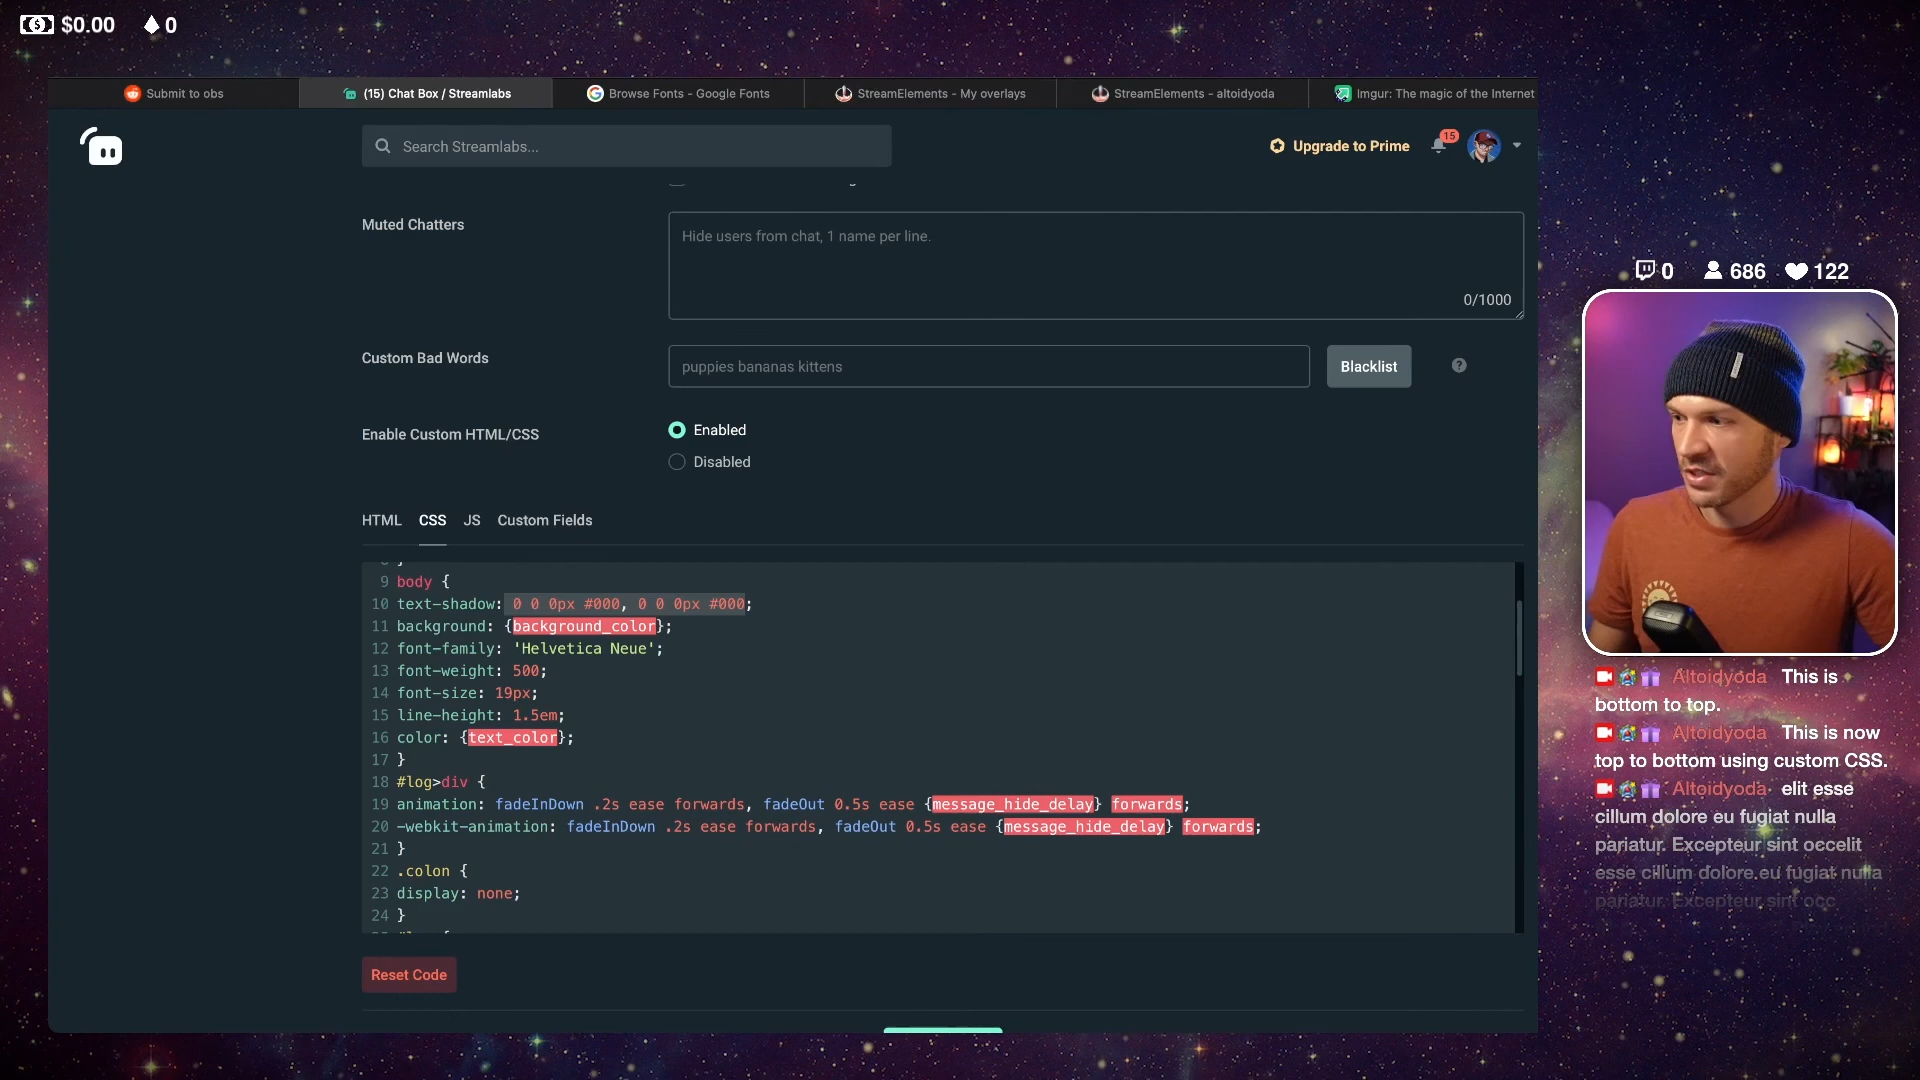 $0.00 0
Submit to obs
(15) Chat Box / Streamlabs
Browse Fonts - Google Fonts
StreamElements - My overlays
StreamElements - altoidyoda
Imgur: The magic of the Internet
Search Streamlabs...
Upgrade to Prime
15
Muted Chatters
Hide users from chat, 1 name per line.
0/1000
Custom Bad Words
puppies bananas kittens
Blacklist
?
Enable Custom HTML/CSS
Enabled
Disabled
HTML CSS JS Custom Fields
9 body {
10 text-shadow: 0 0 0px #000, 0 0 0px #000;
11 background: {background_color};
12 font-family: 'Helvetica Neue';
13 font-weight: 500;
14 font-size: 19px;
15 line-height: 1.5em;
16 color: {text_color};
17 }
18 #log>div {
19 animation: fadeInDown .2s ease forwards, fadeOut 0.5s ease {message_hide_delay} forwards;
20 -webkit-animation: fadeInDown .2s ease forwards, fadeOut 0.5s ease {message_hide_delay} forwards;
21 }
22 .colon {
23 display: none;
24 }
Reset Code
0 686 122
Altoidyoda This is
bottom to top.
Altoidyoda This is now
top to bottom using custom CSS.
Altoidyoda elit esse
cillum dolore eu fugiat nulla
pariatur. Excepteur sint occelit
esse cillum dolore eu fugiat nulla
pariatur. Excepteur sint occ